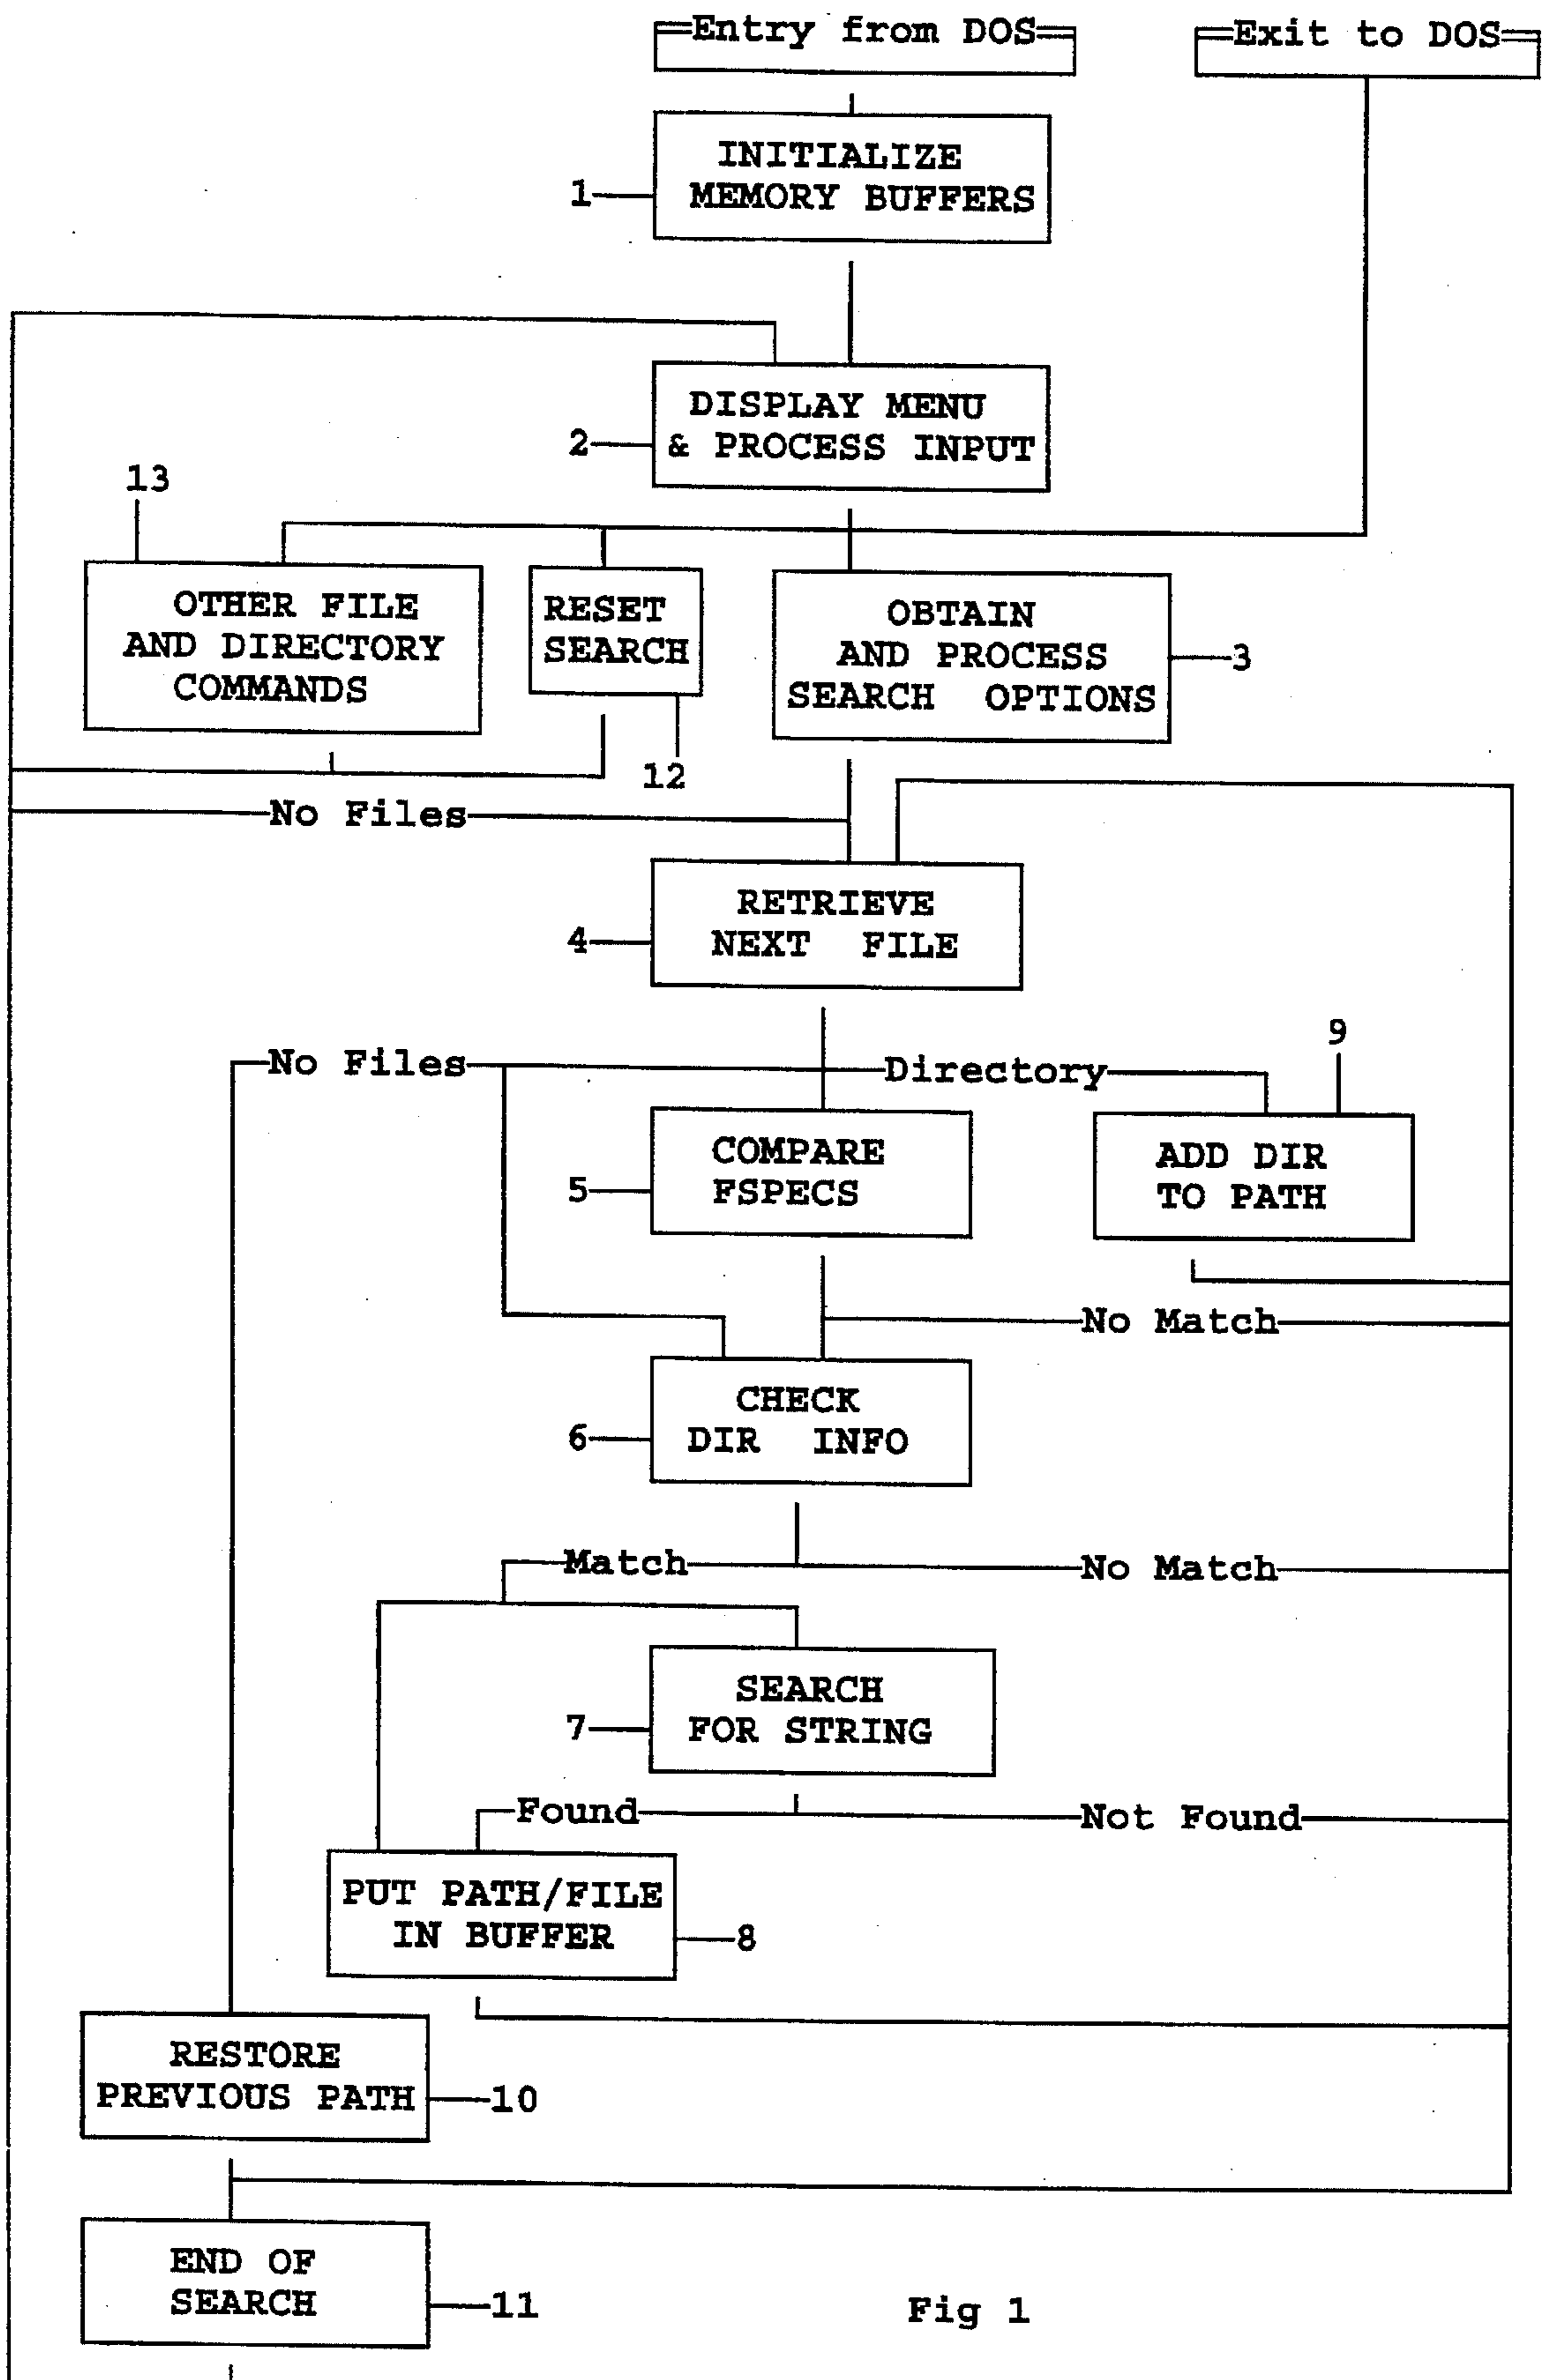 Entry from DOS
Exit to DOS
INITIALIZE
MEMORY BUFFERS
1
DISPLAY MENU
& PROCESS INPUT
2
13
OTHER FILE
AND DIRECTORY
COMMANDS
RESET
SEARCH
12
OBTAIN
AND PROCESS
SEARCH OPTIONS
3
No Files
RETRIEVE
NEXT FILE
4
No Files
Directory
9
COMPARE
FSPECS
5
ADD DIR
TO PATH
No Match
CHECK
DIR INFO
6
Match
No Match
SEARCH
FOR STRING
7
Found
Not Found
PUT PATH/FILE
IN BUFFER
8
RESTORE
PREVIOUS PATH
10
END OF
SEARCH
11
Fig 1